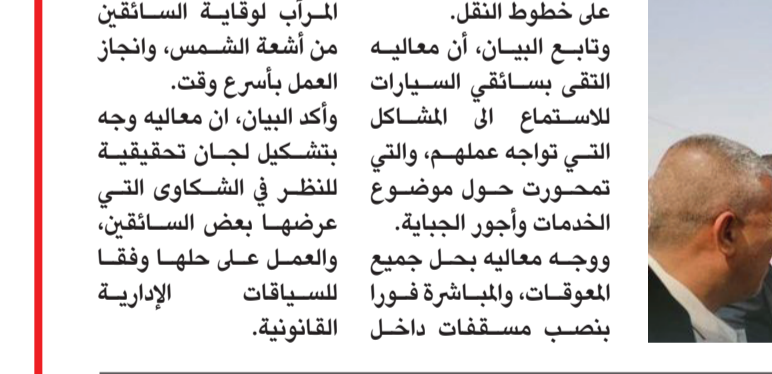 على خطوط النقل.
وتابع البيان، أن معاليه
التقى بسائقي السيارات
للاستماع الى المشاكل
التي تواجه عملهم، والتي
تمحورت حول موضوع
الخدمات وأجور الجباية.
ووجه معاليه بحل جميع
المعوقات، والمباشرة فورا
بنصب مسقفات داخل
المرآب لوقاية السائقين
من أشعة الشمس، وانجاز
العمل بأسرع وقت.
وأكد البيان، ان معاليه وجه
بتشكيل لجان تحقيقية
للنظر في الشكاوى التي
عرضها بعض السائقين،
والعمل على حلها وفقا
للسياقات الإدارية
القانونية.